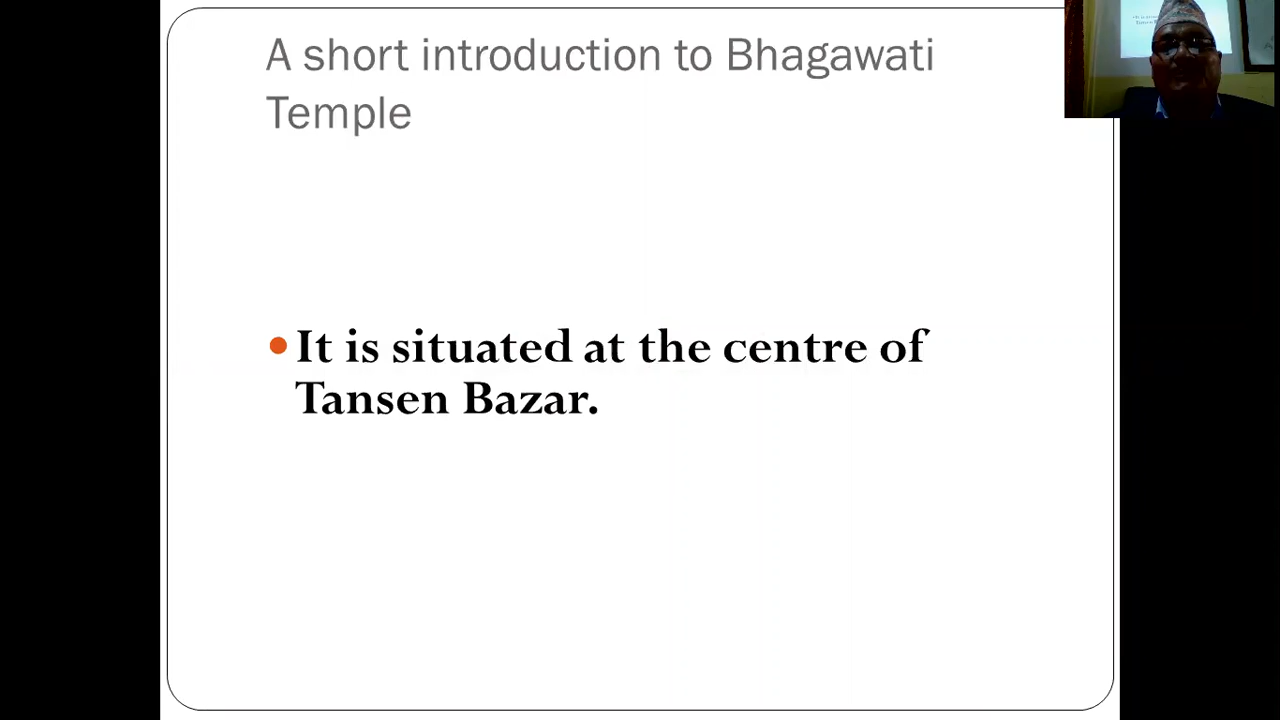 A short introduction to Bhagawati
Temple
It is situated at the centre of
Tansen Bazar.